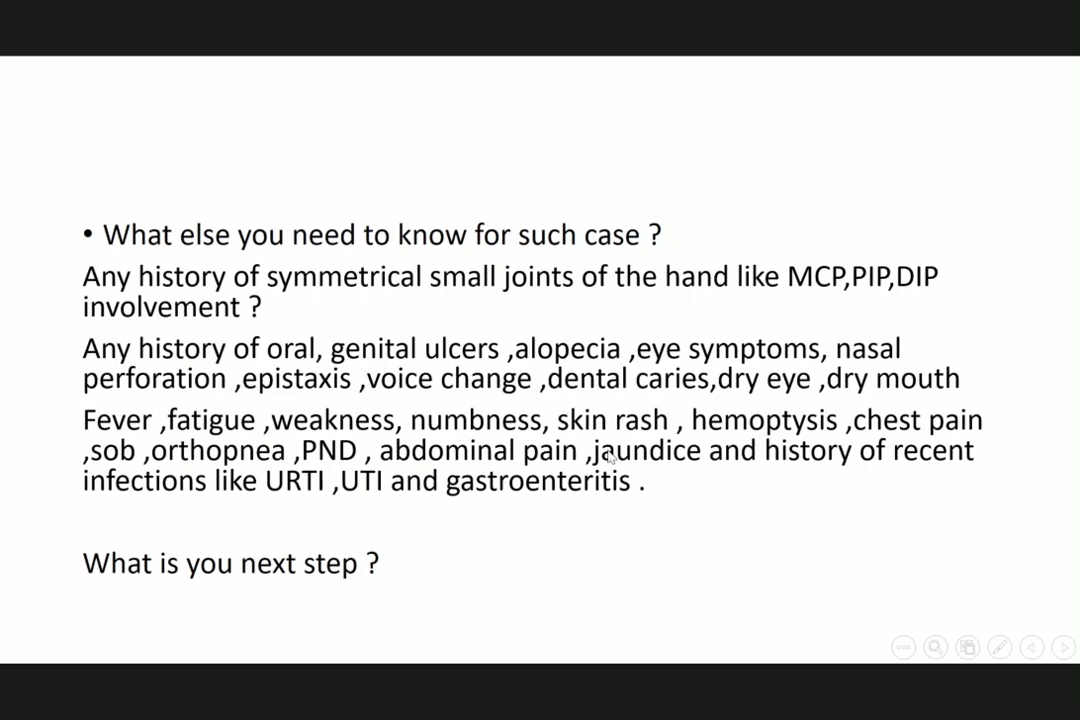 • What else you need to know for such case ?
Any history of symmetrical small joints of the hand like MCP,PIP,DIP
involvement ?
Any history of oral, genital ulcers ,alopecia ,eye symptoms, nasal
perforation ,epistaxis ,voice change ,dental caries,dry eye ,dry mouth
Fever ,fatigue ,weakness, numbness, skin rash , hemoptysis ,chest pain
,sob ,orthopnea ,PND , abdominal pain ,jaundice and history of recent
infections like URTI ,UTI and gastroenteritis .
What is you next step ?